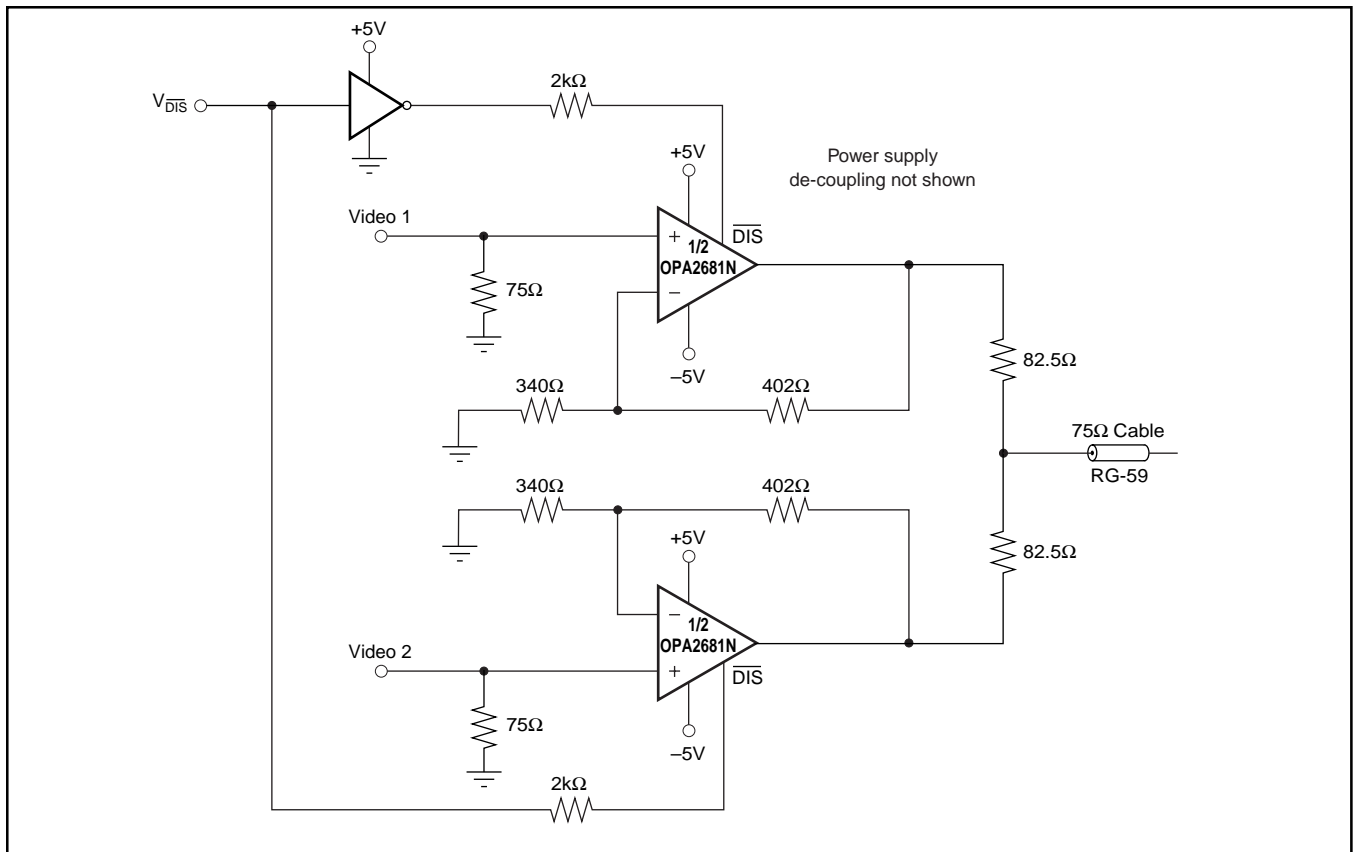 +5V
V DIS
2kΩ
+5V
Power supply
de-coupling not shown
Video 1
DIS
+
1/2
OPA2681N
75Ω
−
−5V
82.5Ω
340Ω
402Ω
75Ω Cable
RG-59
340Ω
402Ω
+5V
82.5Ω
−
1/2
OPA2681N
Video 2
+
DIS
75Ω
−5V
2kΩ